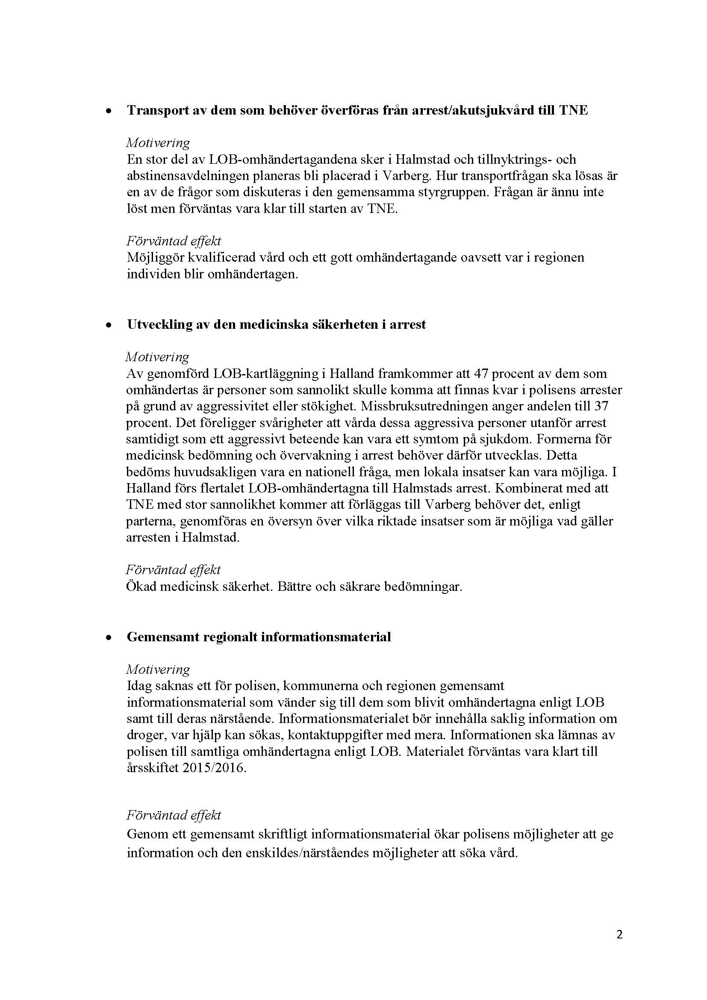 • Transport av dem som behöver överföras från arrest/akutsjukvård till TNE
Motivering
En stor del av LOB-omhändertagandena sker i Halmstad och tillnyktrings- och
abstinensavdelningen planeras bli placerad i Varberg. Hur transportfrågan ska lösas är
en av de frågor som diskuteras i den gemensamma styrgruppen. Frågan är ännu inte
löst men förväntas vara klar till starten av TNE.
Förväntad effekt
Möjliggör kvalificerad vård och ett gott omhändertagande oavsett var i regionen
individen blir omhändertagen.
• Utveckling av den medicinska säkerheten i arrest
Motivering
Av genomförd LOB-kartläggning i Halland framkommer att 47 procent av dem som
omhändertas är personer som sannolikt skulle komma att finnas kvar i polisens arrester
på grund av aggressivitet eller stökighet. Missbruksutredningen anger andelen till 37
procent. Det föreligger svårigheter att vårda dessa aggressiva personer utanför arrest
samtidigt som ett aggressivt beteende kan vara ett symtom på sjukdom. Formerna för
medicinsk bedömning och övervakning i arrest behöver därför utvecklas. Detta
bedöms huvudsakligen vara en nationell fråga, men lokala insatser kan vara möjliga. I
Halland förs flertalet LOB-omhändertagna till Halmstads arrest. Kombinerat med att
TNE med stor sannolikhet kommer att förläggas till Varberg behöver det, enligt
parterna, genomföras en översyn över vilka riktade insatser som är möjliga vad gäller
arresten i Halmstad.
Förväntad effekt
Ökad medicinsk säkerhet. Bättre och säkrare bedömningar.
• Gemensamt regionalt informationsmaterial
Motivering
Idag saknas ett för polisen, kommunerna och regionen gemensamt
informationsmaterial som vänder sig till dem som blivit omhändertagna enligt LOB
samt till deras närstående. Informationsmaterialet bör innehålla saklig information om
droger, var hjälp kan sökas, kontaktuppgifter med mera. Informationen ska lämnas av
polisen till samtliga omhändertagna enligt LOB. Materialet förväntas vara klart till
årsskiftet 2015/2016.
Förväntad effekt
Genom ett gemensamt skriftligt informationsmaterial ökar polisens möjligheter att ge
information och den enskildes/närståendes möjligheter att söka vård.
2